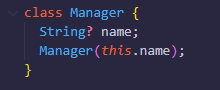 class Manager {
  String? name;
  Manager(this.name);
}